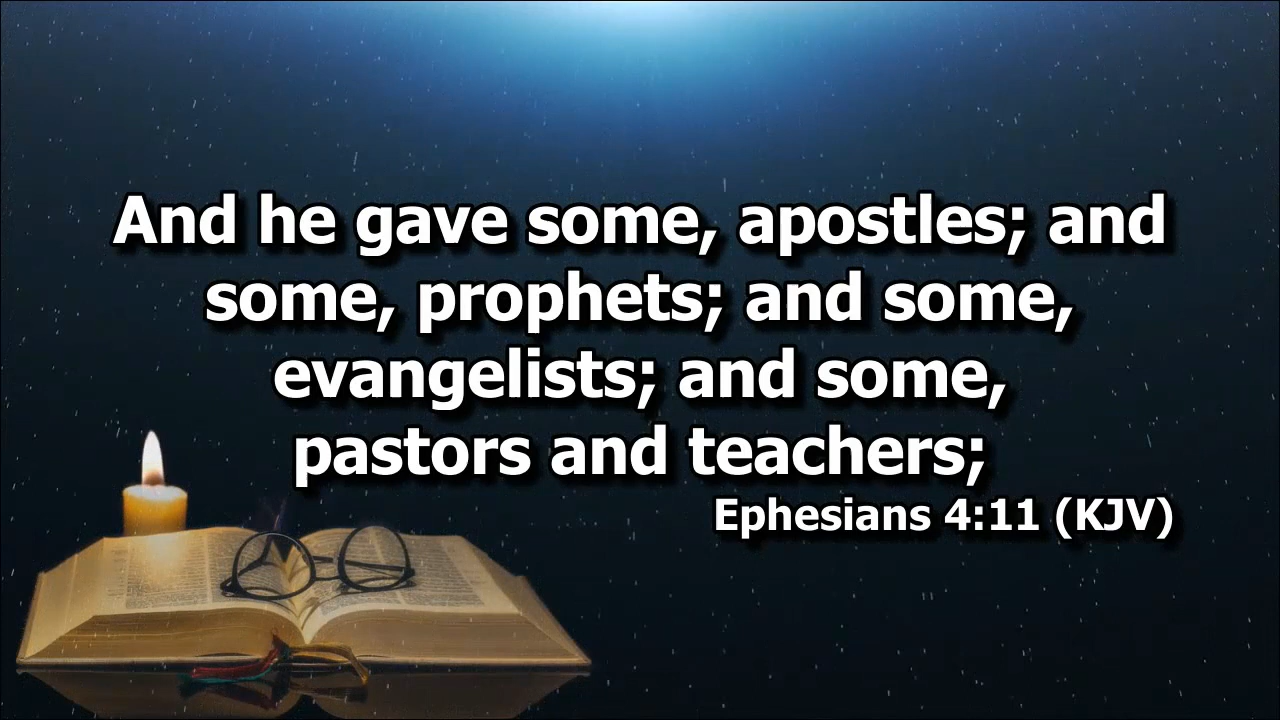 And he gave some, apostles; and
some, prophets; and some,
evangelists; and some,
pastors and teachers;
Ephesians 4:11 (KJV)